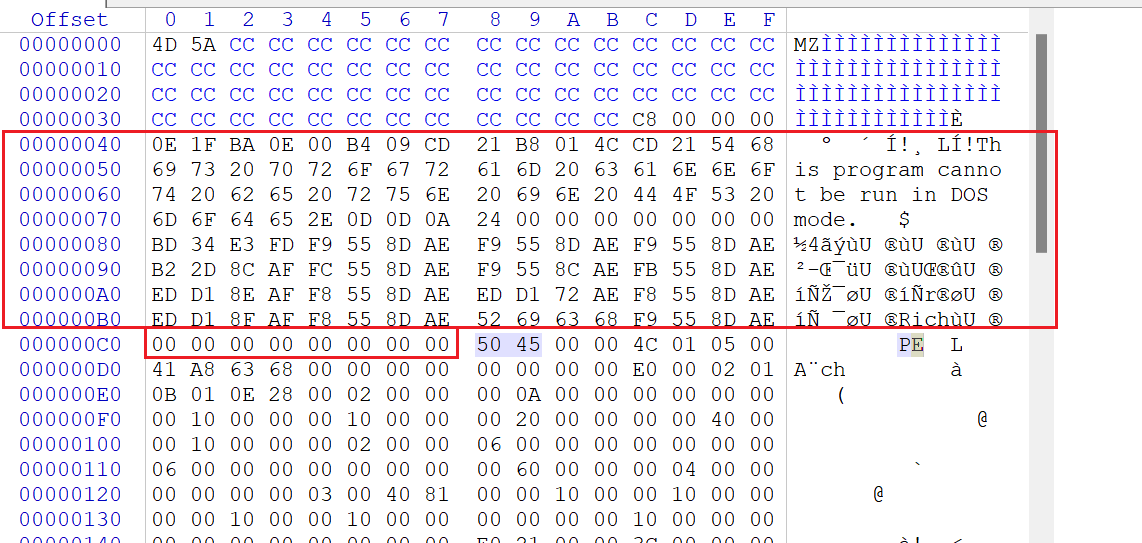 Offset 0 1 2 3 4 5 6 7 8 9 A B C D E F
00000000 4D 5A CC CC CC CC CC CC CC CC CC CC CC CC CC CC MZÌÌÌÌÌÌÌÌÌÌÌÌÌÌ
00000010 CC CC CC CC CC CC CC CC CC CC CC CC CC CC CC CC ÌÌÌÌÌÌÌÌÌÌÌÌÌÌÌÌ
00000020 CC CC CC CC CC CC CC CC CC CC CC CC CC CC CC CC ÌÌÌÌÌÌÌÌÌÌÌÌÌÌÌÌ
00000030 CC CC CC CC CC CC CC CC CC CC CC CC C8 00 00 00 ÌÌÌÌÌÌÌÌÌÌÌÌÈ
00000040 0E 1F BA 0E 00 B4 09 CD 21 B8 01 4C CD 21 54 68 º ´ Í!¸ LÍ!Th
00000050 69 73 20 70 72 6F 67 72 61 6D 20 63 61 6E 6E 6F is program canno
00000060 74 20 62 65 20 72 75 6E 20 69 6E 20 44 4F 53 20 t be run in DOS
00000070 6D 6F 64 65 2E 0D 0D 0A 24 00 00 00 00 00 00 00 mode. $
00000080 BD 34 E3 FD F9 55 8D AE F9 55 8D AE F9 55 8D AE ½4ãýùU ®ùU ®ùU ®
00000090 B2 2D 8C AF FC 55 8D AE F9 55 8C AE FB 55 8D AE ²-Œ¯üU ®ùUŒ®ûU ®
000000A0 ED D1 8E AF F8 55 8D AE ED D1 72 AE F8 55 8D AE íÑŽ¯øU ®íÑr®øU ®
000000B0 ED D1 8F AF F8 55 8D AE 52 69 63 68 F9 55 8D AE íÑ ¯øU ®RichùU ®
000000C0 00 00 00 00 00 00 00 00 50 45 00 00 4C 01 05 00 PE L
000000D0 41 A8 63 68 00 00 00 00 00 00 00 00 E0 00 02 01 A¨ch à
000000E0 0B 01 0E 28 00 02 00 00 00 0A 00 00 00 00 00 00 (
000000F0 00 10 00 00 00 10 00 00 00 20 00 00 00 00 40 00 @
00000100 00 10 00 00 00 02 00 00 06 00 00 00 00 00 00 00
00000110 06 00 00 00 00 00 00 00 00 60 00 00 00 04 00 00 `
00000120 00 00 00 00 03 00 40 81 00 00 10 00 00 10 00 00 @
00000130 00 00 10 00 00 10 00 00 00 00 00 00 10 00 00 00